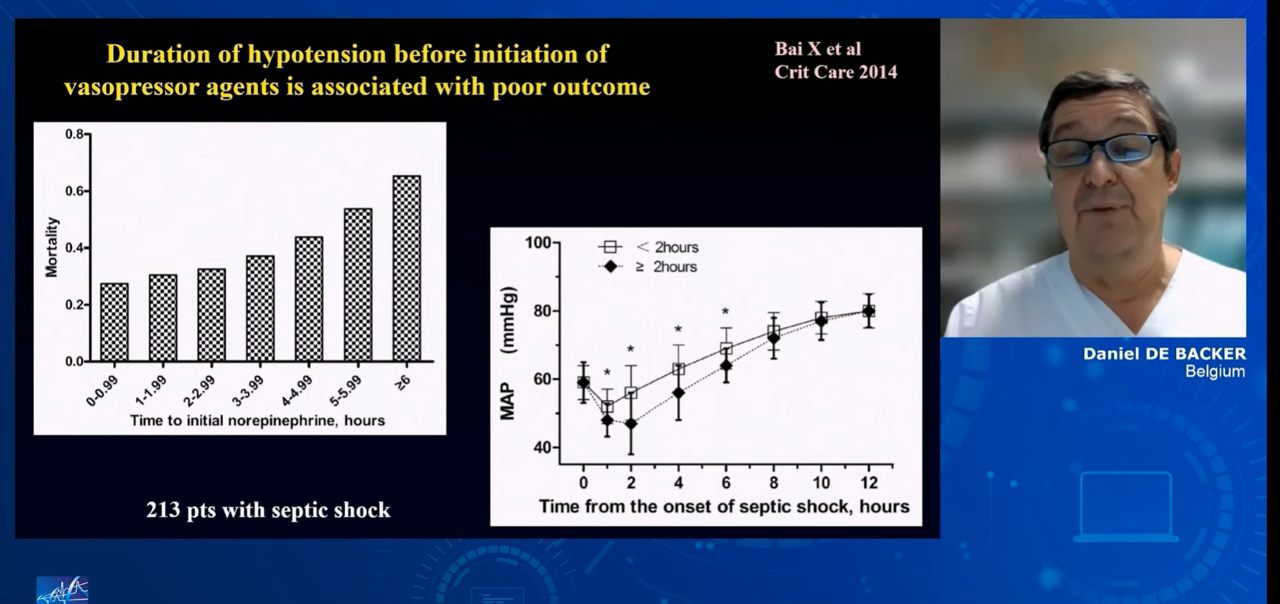 Duration of hypotension before initiation of
vasopressor agents is associated with poor outcome
Bai X et al
Crit Care 2014
0.8
0.6
0.4
0.2
0.0
Mortality
0-0.99
1-1.99
2-2.99
3-3.99
4-4.99
5-5.99
≥6
Time to initial norepinephrine, hours
213 pts with septic shock
< 2hours
≥ 2hours
100
80
60
40
MAP (mmHg)
* * * * *
0 2 4 6 8 10 12
Time from the onset of septic shock, hours
Daniel DE BACKER
Belgium